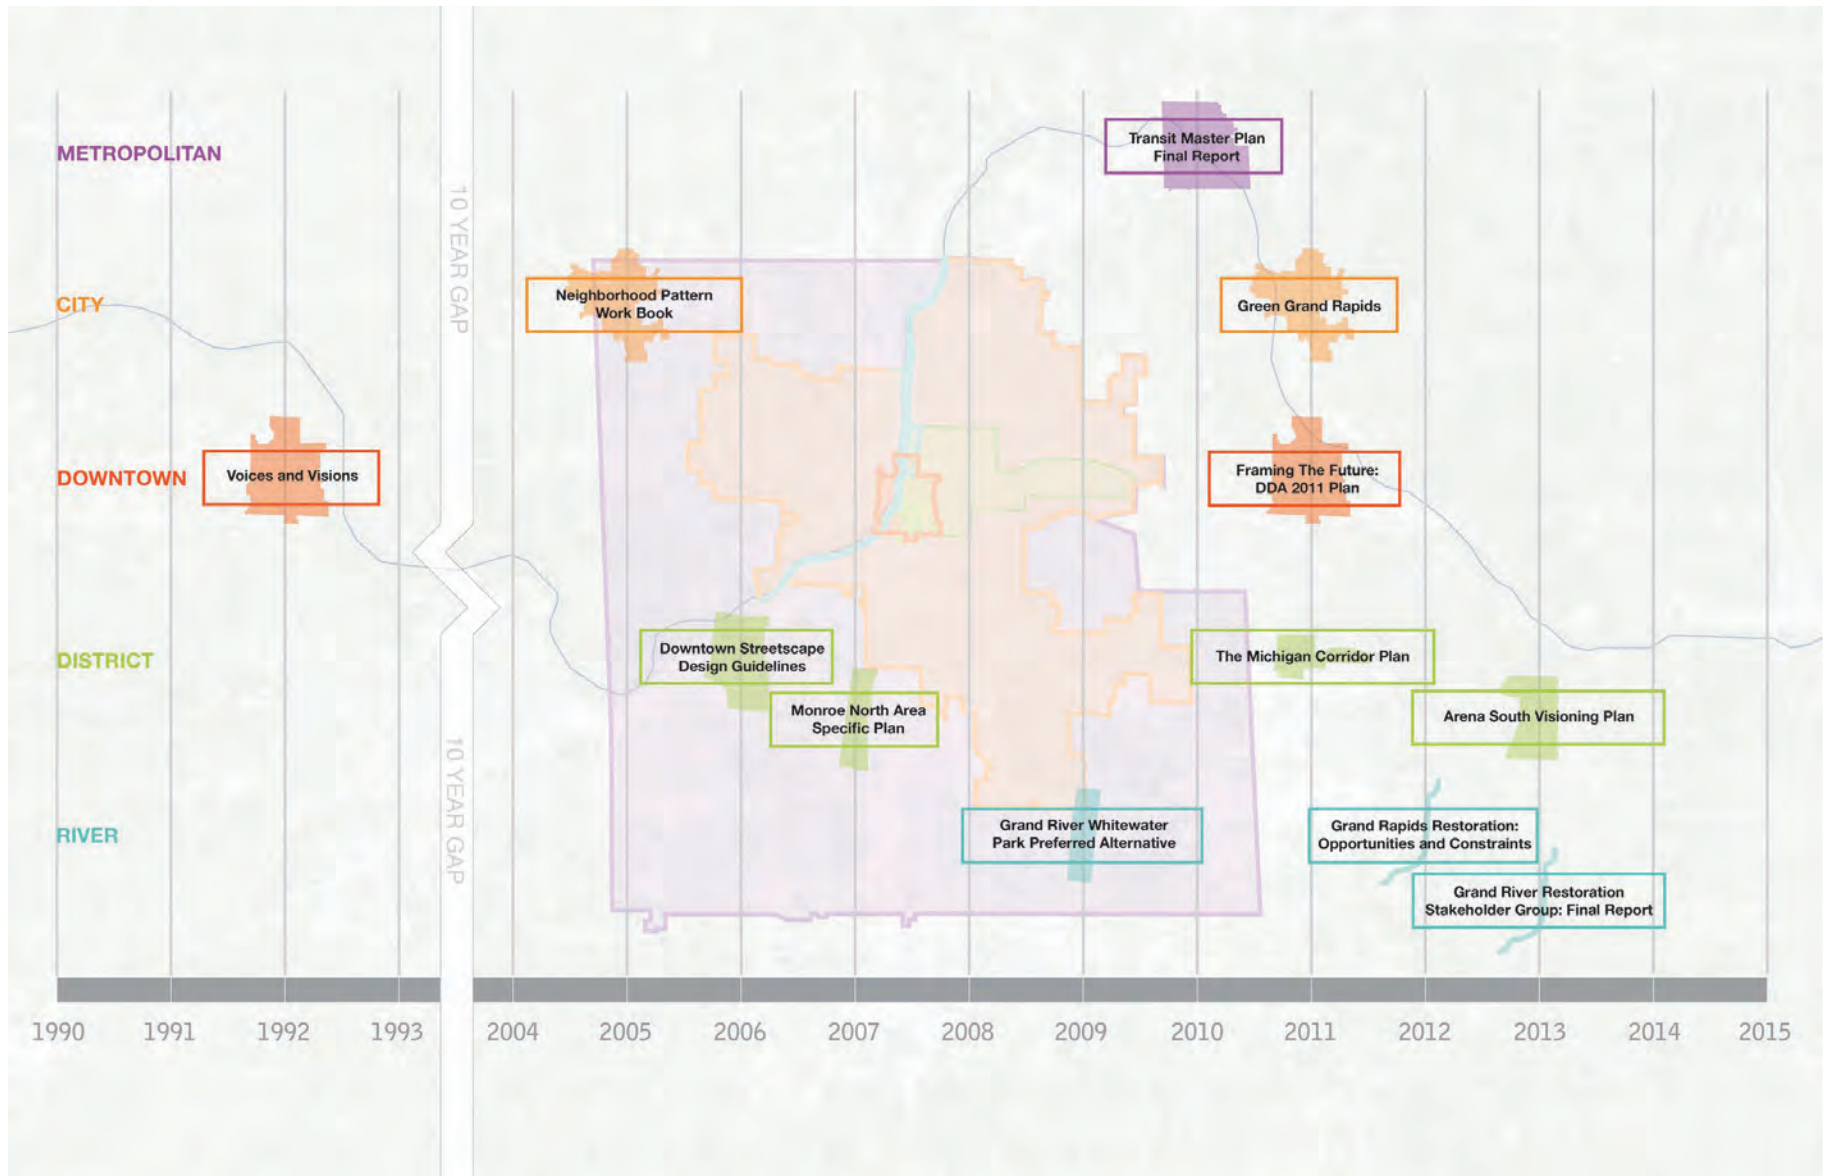 METROPOLITAN
Transit Master Plan
Final Report
10 YEAR GAP
CITY
Neighborhood Pattern
Work Book
Green Grand Rapids
DOWNTOWN
Voices and Visions
Framing The Future:
DDA 2011 Plan
DISTRICT
Downtown Streetscape
Design Guidelines
The Michigan Corridor Plan
Monroe North Area
Specific Plan
Arena South Visioning Plan
10 YEAR GAP
RIVER
Grand River Whitewater
Park Preferred Alternative
Grand Rapids Restoration:
Opportunities and Constraints
Grand River Restoration
Stakeholder Group: Final Report
1990 1991 1992 1993 2004 2005 2006 2007 2008 2009 2010 2011 2012 2013 2014 2015